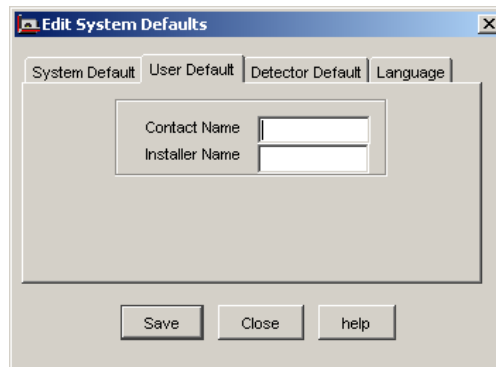 Edit System Defaults
System Default User Default Detector Default Language
Contact Name
Installer Name
Save Close help